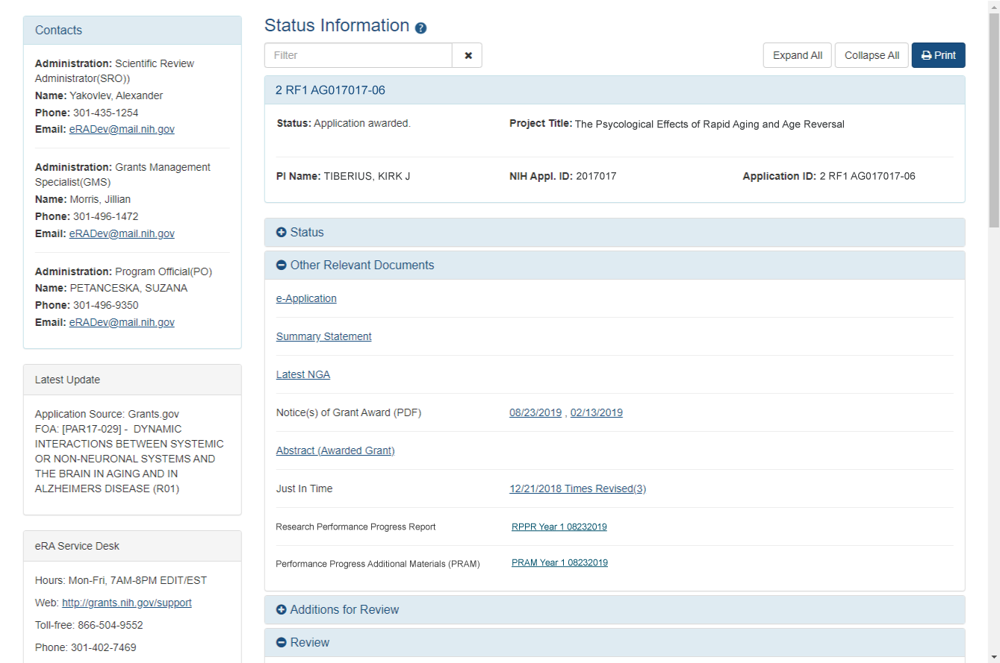 Contacts
Administration: Scientific Review
Administrator(SRO))
Name: Yakovlev, Alexander
Phone: 301-435-1254
Email: eRADev@mail.nih.gov
Administration: Grants Management
Specialist(GMS)
Name: Morris, Jillian
Phone: 301-496-1472
Email: eRADev@mail.nih.gov
Administration: Program Official(PO)
Name: PETANCESKA, SUZANA
Phone: 301-496-9350
Email: eRADev@mail.nih.gov
Latest Update
Application Source: Grants.gov
FOA: [PAR17-029] - DYNAMIC
INTERACTIONS BETWEEN SYSTEMIC
OR NON-NEURONAL SYSTEMS AND
THE BRAIN IN AGING AND IN
ALZHEIMERS DISEASE (R01)
eRA Service Desk
Hours: Mon-Fri, 7AM-8PM EDIT/EST
Web: http://grants.nih.gov/support
Toll-free: 866-504-9552
Phone: 301-402-7469
Status Information ?
Filter
Expand All Collapse All Print
2 RF1 AG017017-06
Status: Application awarded. Project Title: The Psycological Effects of Rapid Aging and Age Reversal
PI Name: TIBERIUS, KIRK J NIH Appl. ID: 2017017 Application ID: 2 RF1 AG017017-06
Status
Other Relevant Documents
e-Application
Summary Statement
Latest NGA
Notice(s) of Grant Award (PDF) 08/23/2019 , 02/13/2019
Abstract (Awarded Grant)
Just In Time 12/21/2018 Times Revised(3)
Research Performance Progress Report RPPR Year 1 08232019
Performance Progress Additional Materials (PRAM) PRAM Year 1 08232019
Additions for Review
Review